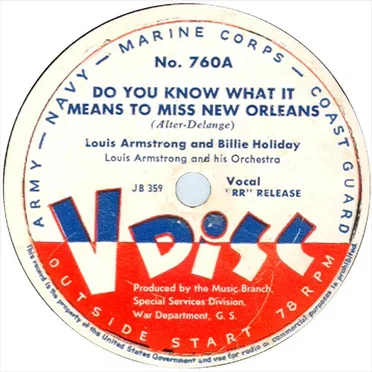 ARMY — NAVY — MARINE CORPS — COAST GUARD
No. 760A
DO YOU KNOW WHAT IT
MEANS TO MISS NEW ORLEANS
(Alter-Delange)
Louis Armstrong and Billie Holiday
Louis Armstrong and his Orchestra
JB 359
Vocal
"RR" RELEASE
V DISC
Produced by the Music Branch,
Special Services Division,
War Department, G. S.
OUTSIDE START 78 RPM
This record is the property of the United States Government and use for radio or commercial purposes is prohibited.